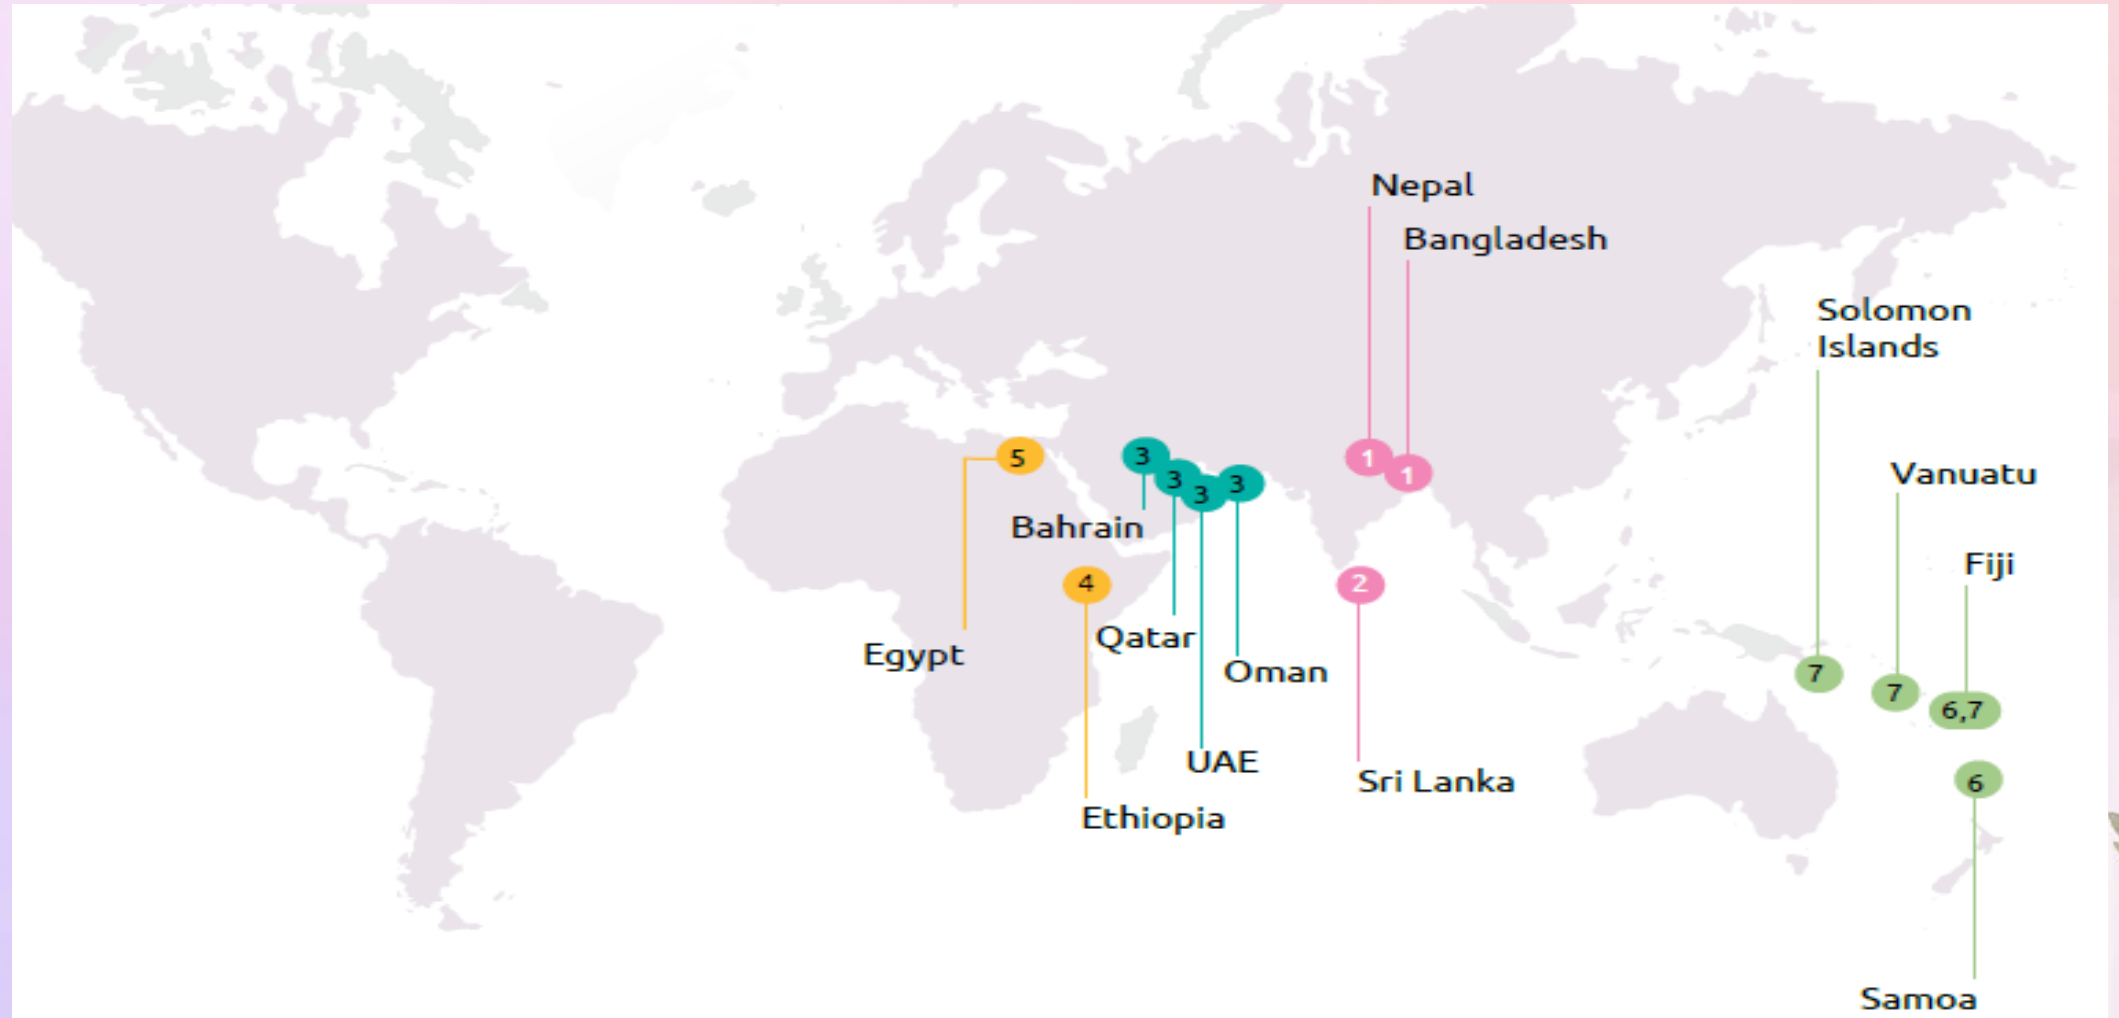 Nepal
Bangladesh
Solomon
Islands
Vanuatu
Fiji
5
3
3
3
3
1
1
Bahrain
4
2
Qatar
Egypt
Oman
7
7
6,7
UAE
Sri Lanka
6
Ethiopia
Samoa